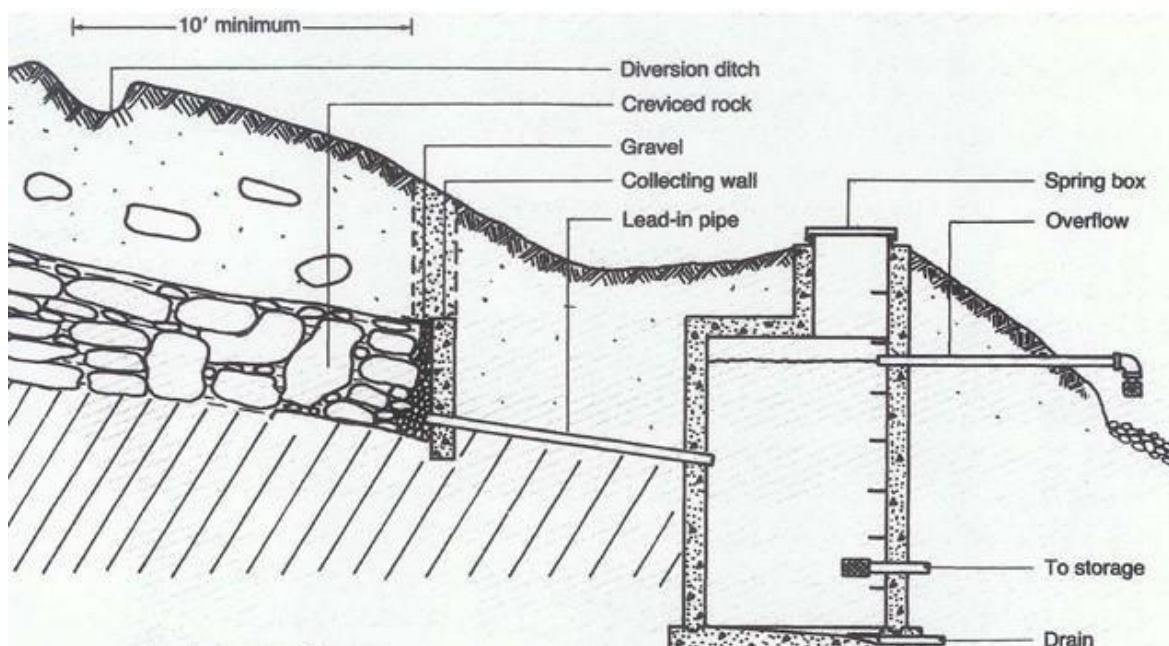 10' minimum
Diversion ditch
Creviced rock
Gravel
Collecting wall
Lead-in pipe
Spring box
Overflow
To storage
Drain